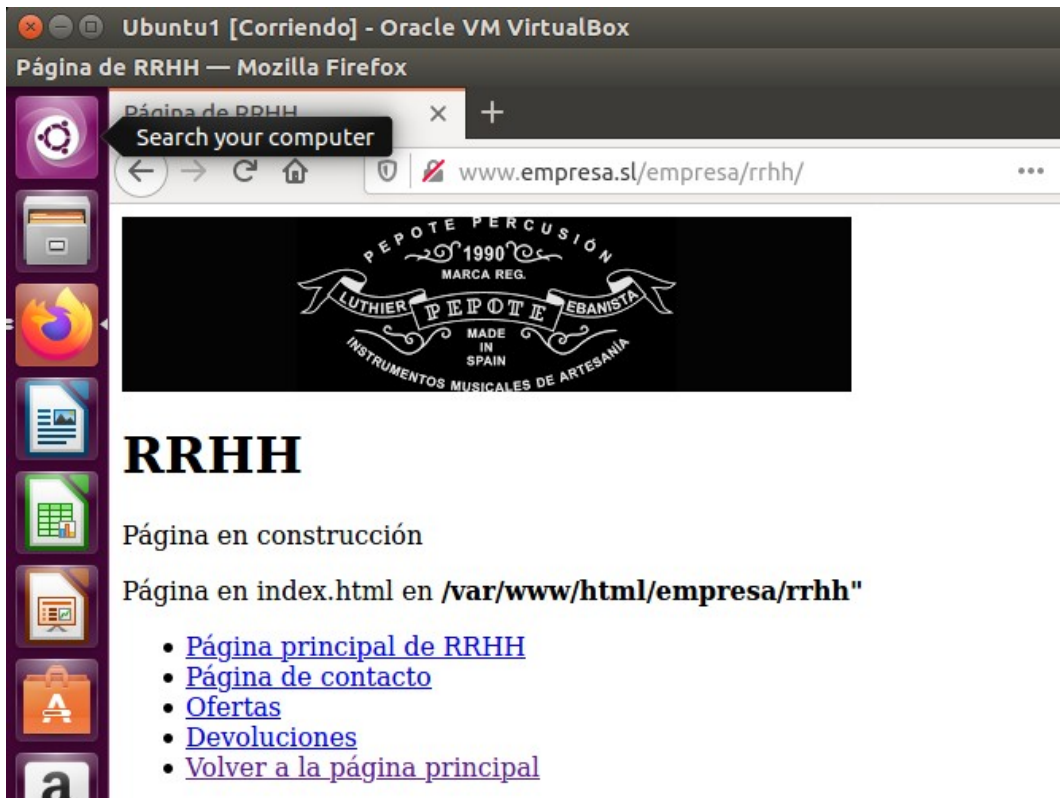 Ubuntu1 [Corriendo] - Oracle VM VirtualBox
Página de RRHH — Mozilla Firefox
Página de RRHH
Search your computer
www.empresa.sl/empresa/rrhh/
PEPOTE PERCUSIÓN
1990
MARCA REG.
LUTHIER PEPOTE EBANISTA
MADE
IN
SPAIN
INSTRUMENTOS MUSICALES DE ARTESANÍA
RRHH
Página en construcción
Página en index.html en /var/www/html/empresa/rrhh"
Página principal de RRHH
Página de contacto
Ofertas
Devoluciones
Volver a la página principal